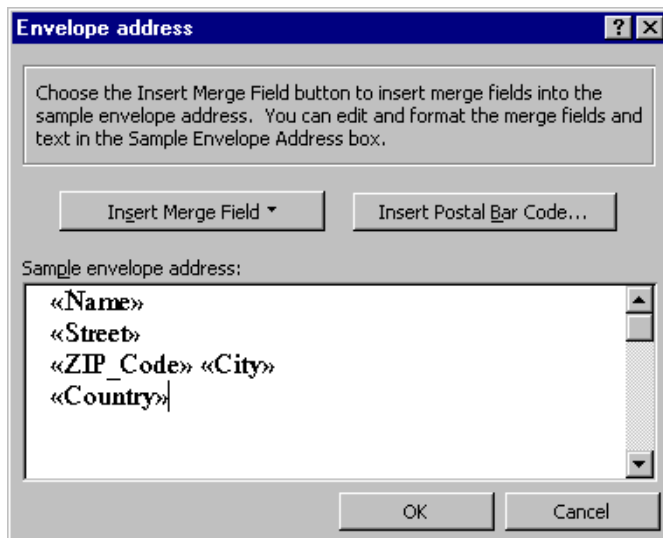 Envelope address
Choose the Insert Merge Field button to insert merge fields into the
sample envelope address. You can edit and format the merge fields and
text in the Sample Envelope Address box.
Insert Merge Field
Insert Postal Bar Code...
Sample envelope address:
«Name»
«Street»
«ZIP_Code» «City»
«Country»
OK
Cancel